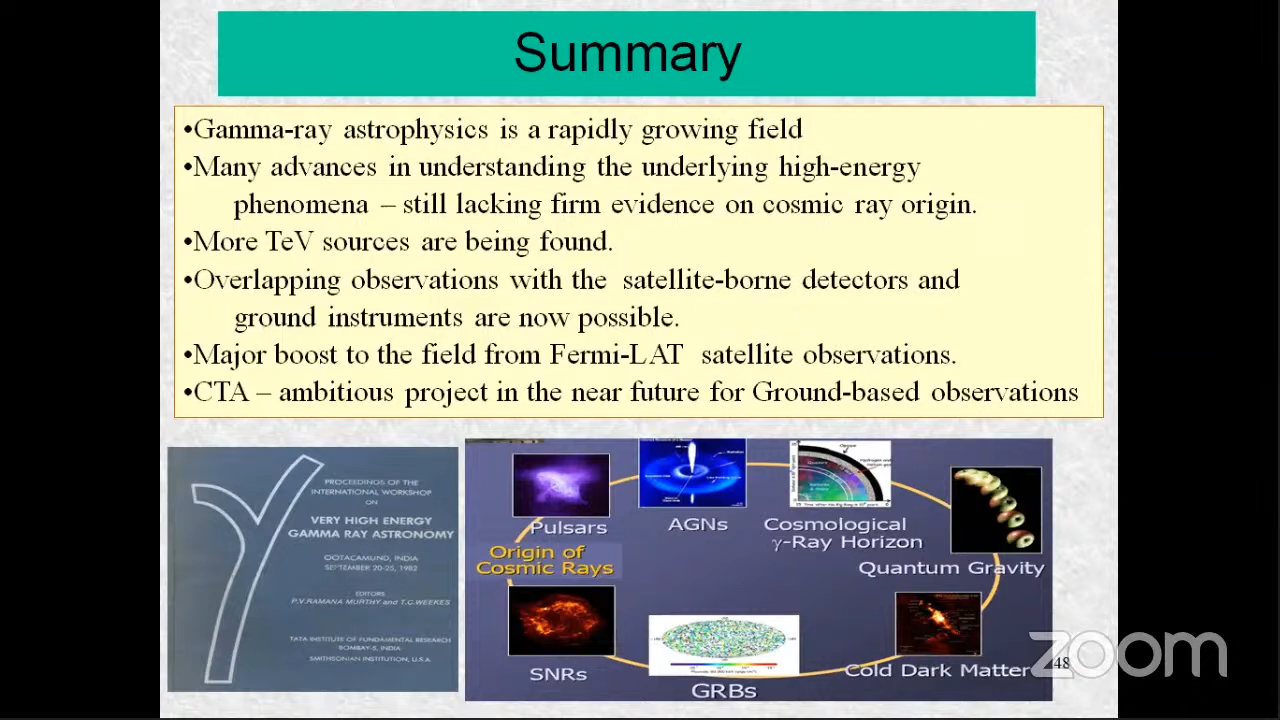 Summary
•Gamma-ray astrophysics is a rapidly growing field
•Many advances in understanding the underlying high-energy
phenomena – still lacking firm evidence on cosmic ray origin.
•More TeV sources are being found.
•Overlapping observations with the satellite-borne detectors and
ground instruments are now possible.
•Major boost to the field from Fermi-LAT satellite observations.
•CTA – ambitious project in the near future for Ground-based observations
PROCEEDINGS OF THE
INTERNATIONAL WORKSHOP
ON
VERY HIGH ENERGY
GAMMA RAY ASTRONOMY
OOTACAMUND, INDIA
SEPTEMBER 20-25, 1982
EDITORS
P.V.RAMANA MURTHY and T.C.WEEKES
TATA INSTITUTE OF FUNDAMENTAL RESEARCH
BOMBAY-5, INDIA
SMITHSONIAN INSTITUTION, U.S.A.
Pulsars
AGNs
Cosmological
γ-Ray Horizon
Quantum Gravity
Origin of
Cosmic Rays
SNRs
GRBs
Cold Dark Matter
48
zoom